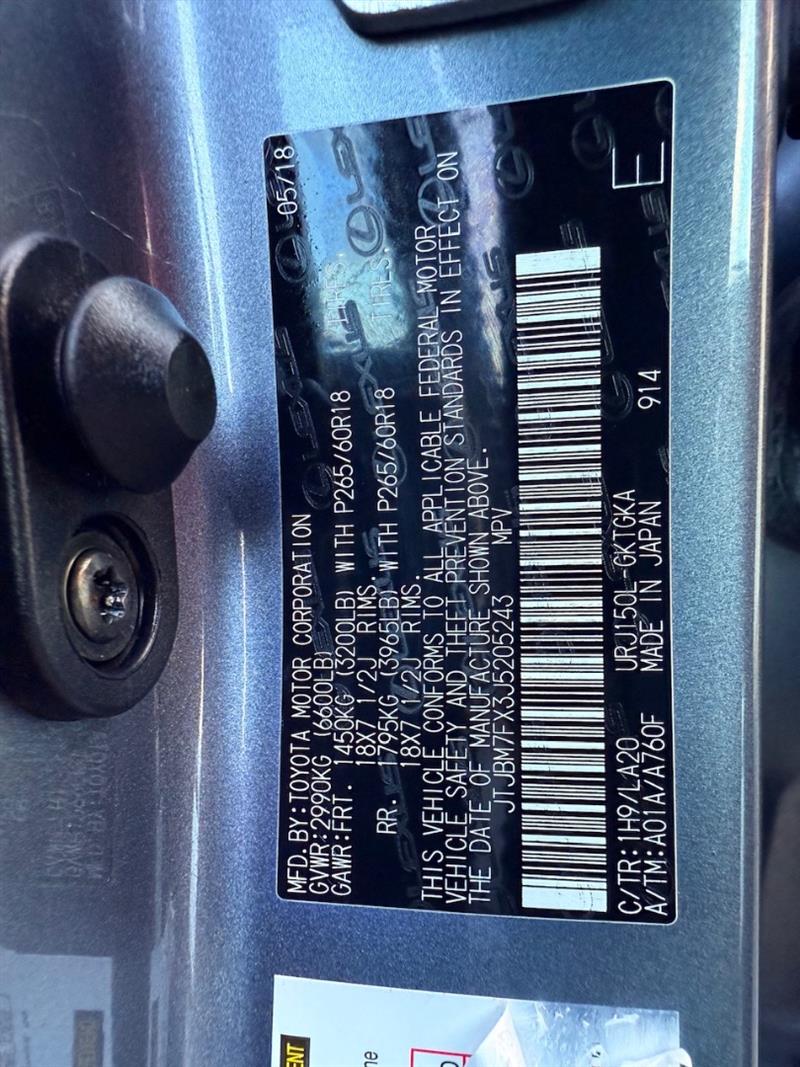 MFD. BY:TOYOTA MOTOR CORPORATION 05/18
GVWR:2990KG (6600LB)
GAWR:FRT. 1450KG (3200LB) WITH P265/60R18 TIRES,
18X7 1/2J RIMS.
RR. 1795KG (3965LB) WITH P265/60R18 TIRES,
18X7 1/2J RIMS.
THIS VEHICLE CONFORMS TO ALL APPLICABLE FEDERAL MOTOR
VEHICLE SAFETY AND THEFT PREVENTION STANDARDS IN EFFECT ON
THE DATE OF MANUFACTURE SHOWN ABOVE.
JTJBM7FX3J5205243 MPV
C/TR:1H9/LA20 URJ150L-GKTGKA
A/TM:A01A/A760F MADE IN JAPAN 914 E
LEXUS